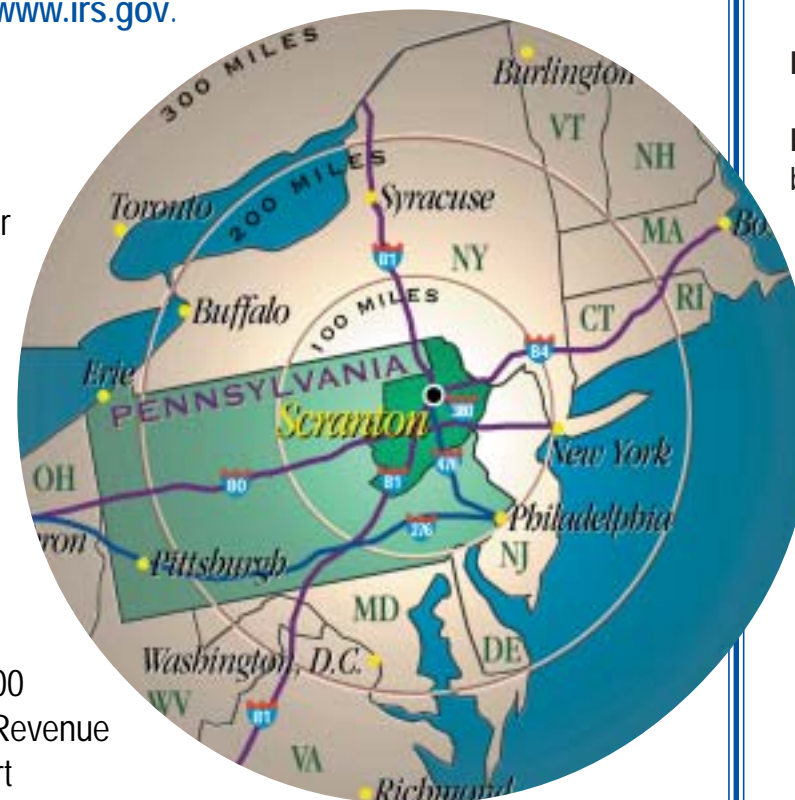 www.irs.gov.
300 MILES
Burlington
VT
NH
200 MILES
Toronto
Syracuse
81
NY
MA
Buffalo
100 MILES
CT
RI
84
Erie
PENNSYLVANIA
380
Scranton
New York
OH
80
81
476
276
Philadelphia
Pittsburgh
NJ
MD
DE
Washington, D.C.
WV
Revenue
81
VA
Richmond